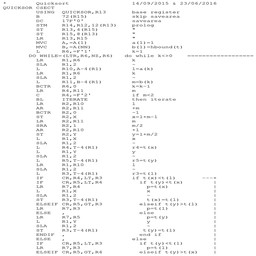 * Quicksort 14/09/2015 & 23/06/2016
QUICKSOR CSECT
USING QUICKSOR,R13 base register
B 72(R15) skip savearea
DC 17F'0' savearea
STM R14,R12,12(R13) prolog
ST R13,4(R15) "
ST R15,8(R13) "
LR R13,R15 "
MVC A,=A(1) a(1)=1
MVC B,=A(NN) b(1)=hbound(t)
L R6,=F'1' k=1
DO WHILE=(LTR,R6,NZ,R6) do while k<>0 ==================
LR R1,R6 k
SLA R1,2 ~
L R10,A-4(R1) l=a(k)
LR R1,R6 k
SLA R1,2 ~
L R11,B-4(R1) m=b(k)
BCTR R6,0 k=k-1
LR R4,R11 m
C R4,=F'2' if m<2
BL ITERATE then iterate
LR R2,R10 l
AR R2,R11 +m
BCTR R2,0 -1
ST R2,X x=l+m-1
LR R2,R11 m
SRA R2,1 m/2
AR R2,R10 +l
ST R2,Y y=l+m/2
L R1,X x
SLA R1,2 ~
L R4,T-4(R1) r4=t(x)
L R1,Y y
SLA R1,2 ~
L R5,T-4(R1) r5=t(y)
LR R1,R10 l
SLA R1,2 ~
L R3,T-4(R1) r3=t(l)
IF CR,R4,LT,R3 if t(x)<t(l) ---+
IF CR,R5,LT,R4 if t(y)<t(x) |
LR R7,R4 p=t(x) |
L R1,X x |
SLA R1,2 ~ |
ST R3,T-4(R1) t(x)=t(l) |
ELSEIF CR,R5,GT,R3 elseif t(y)>t(l) |
LR R7,R3 p=t(l) |
ELSE , else |
LR R7,R5 p=t(y) |
L R1,Y y |
SLA R1,2 ~ |
ST R3,T-4(R1) t(y)=t(l) |
ENDIF , end if |
ELSE , else |
IF CR,R5,LT,R3 if t(y)<t(l) |
LR R7,R3 p=t(l) |
ELSEIF CR,R5,GT,R4 elseif t(y)>t(x) |